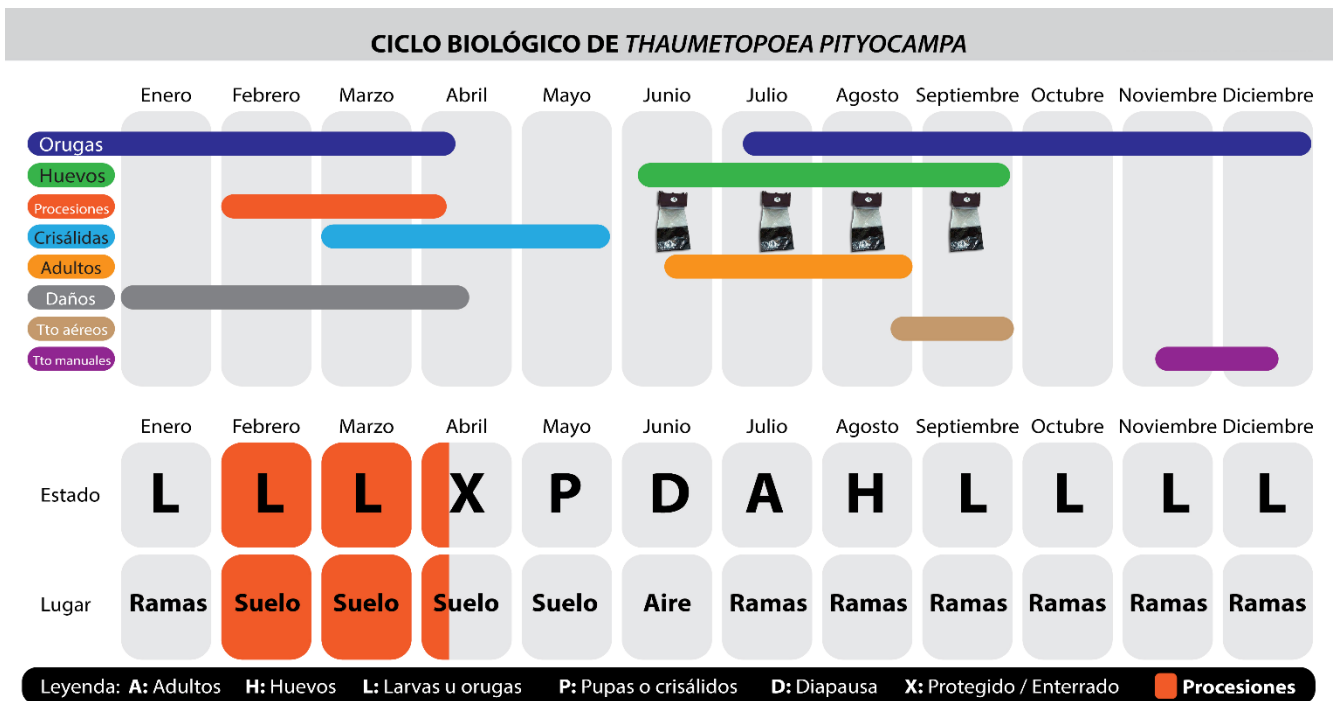 CICLO BIOLÓGICO DE THAUMETOPOEA PITYOCAMPA
Enero Febrero Marzo Abril Mayo Junio Julio Agosto Septiembre Octubre Noviembre Diciembre
Orugas
Huevos
Procesiones
Crisálidas
Adultos
Daños
Tto aéreos
Tto manuales
Enero Febrero Marzo Abril Mayo Junio Julio Agosto Septiembre Octubre Noviembre Diciembre
Estado L L L X P D A H L L L L
Lugar Ramas Suelo Suelo Suelo Suelo Aire Ramas Ramas Ramas Ramas Ramas Ramas
Leyenda: A: Adultos H: Huevos L: Larvas u orugas P: Pupas o crisálidos D: Diapausa X: Protegido / Enterrado Procesiones